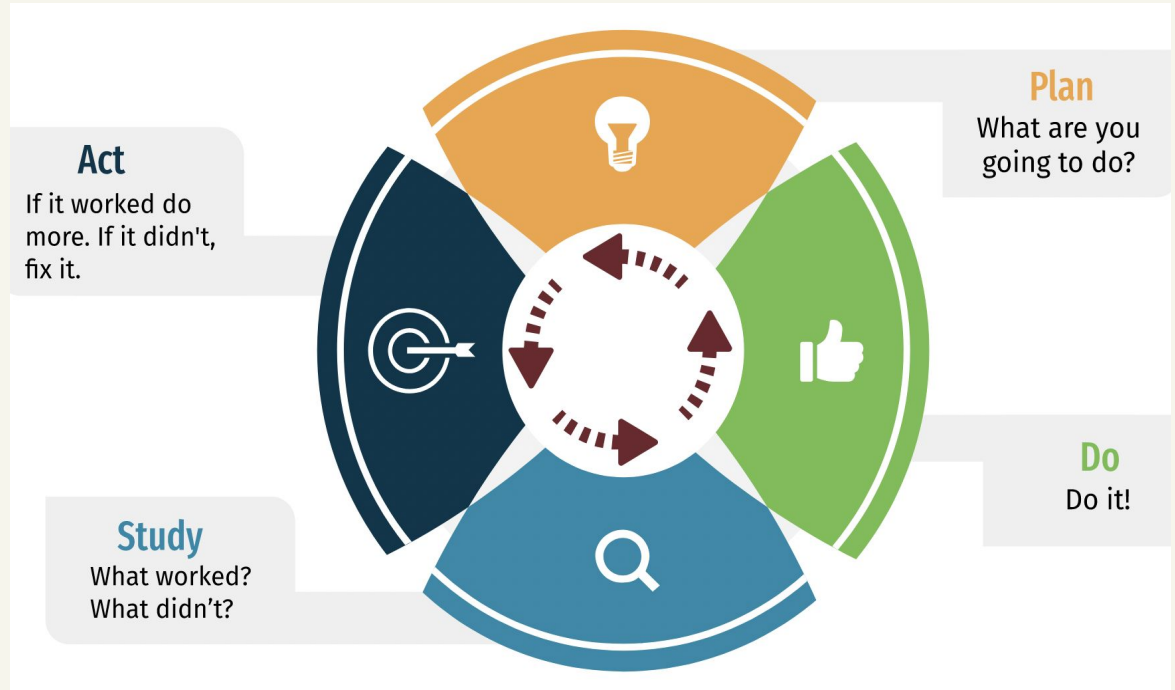 Plan
What are you
going to do?
Do
Do it!
Study
What worked?
What didn’t?
Act
If it worked do
more. If it didn't,
fix it.